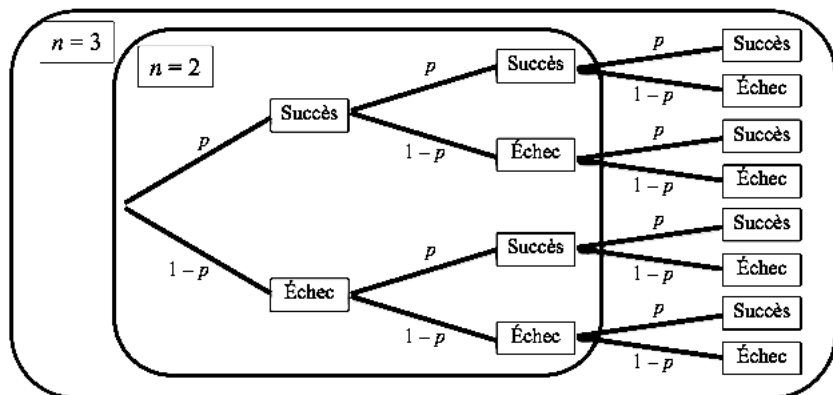 n = 3
n = 2
p
1 – p
Succès
Échec
p
1 – p
p
1 – p
Succès
Échec
Succès
Échec
p
1 – p
p
1 – p
p
1 – p
p
1 – p
Succès
Échec
Succès
Échec
Succès
Échec
Succès
Échec